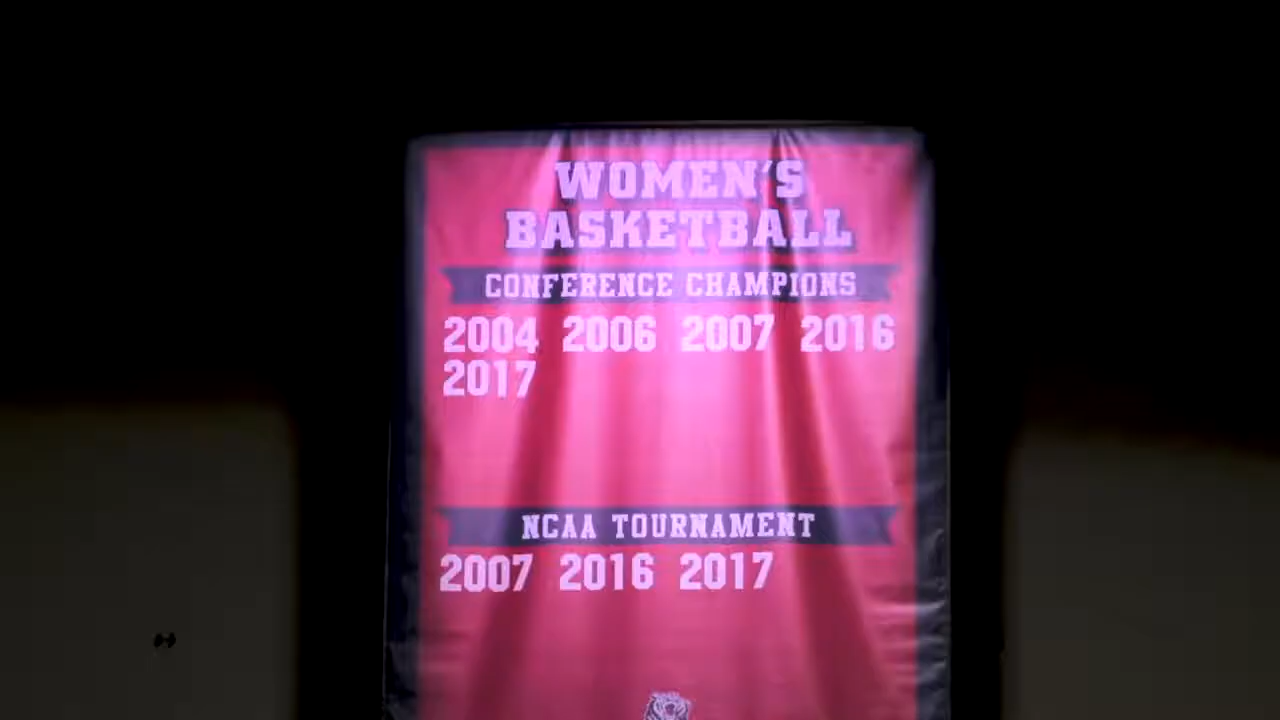 WOMEN'S
BASKETBALL
CONFERENCE CHAMPIONS
2004 2006 2007 2016
2017
NCAA TOURNAMENT
2007 2016 2017